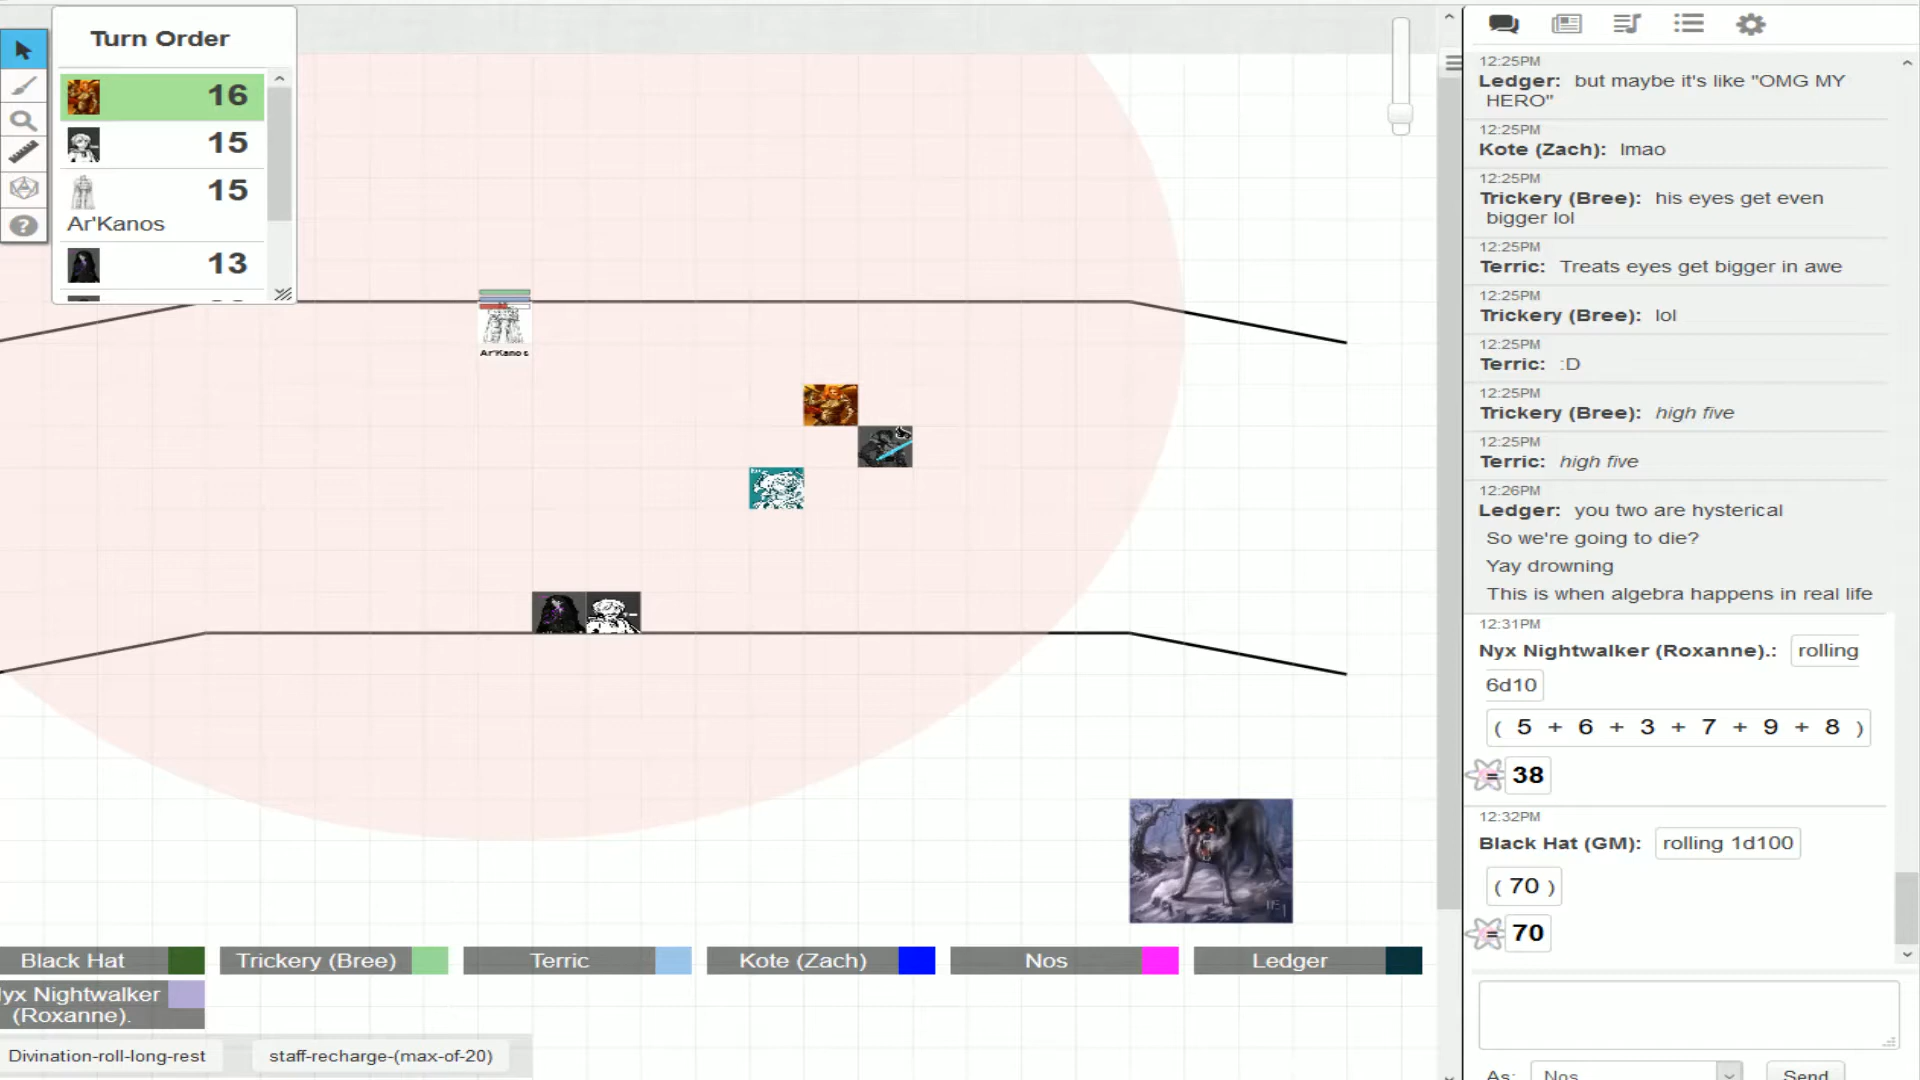 Turn Order
16
15
15
Ar'Kanos
13
Ar'Kanos
Black Hat
Trickery (Bree)
Terric
Kote (Zach)
Nos
Ledger
yx Nightwalker
(Roxanne).
Divination-roll-long-rest
staff-recharge-(max-of-20)
12:25PM
Ledger: but maybe it's like "OMG MY
HERO"
12:25PM
Kote (Zach): lmao
12:25PM
Trickery (Bree): his eyes get even
bigger lol
12:25PM
Terric: Treats eyes get bigger in awe
12:25PM
Trickery (Bree): lol
12:25PM
Terric: :D
12:25PM
Trickery (Bree): high five
12:25PM
Terric: high five
12:26PM
Ledger: you two are hysterical
So we're going to die?
Yay drowning
This is when algebra happens in real life
12:31PM
Nyx Nightwalker (Roxanne).: rolling
6d10
( 5 + 6 + 3 + 7 + 9 + 8 )
= 38
12:32PM
Black Hat (GM): rolling 1d100
( 70 )
= 70
As: Nos Send